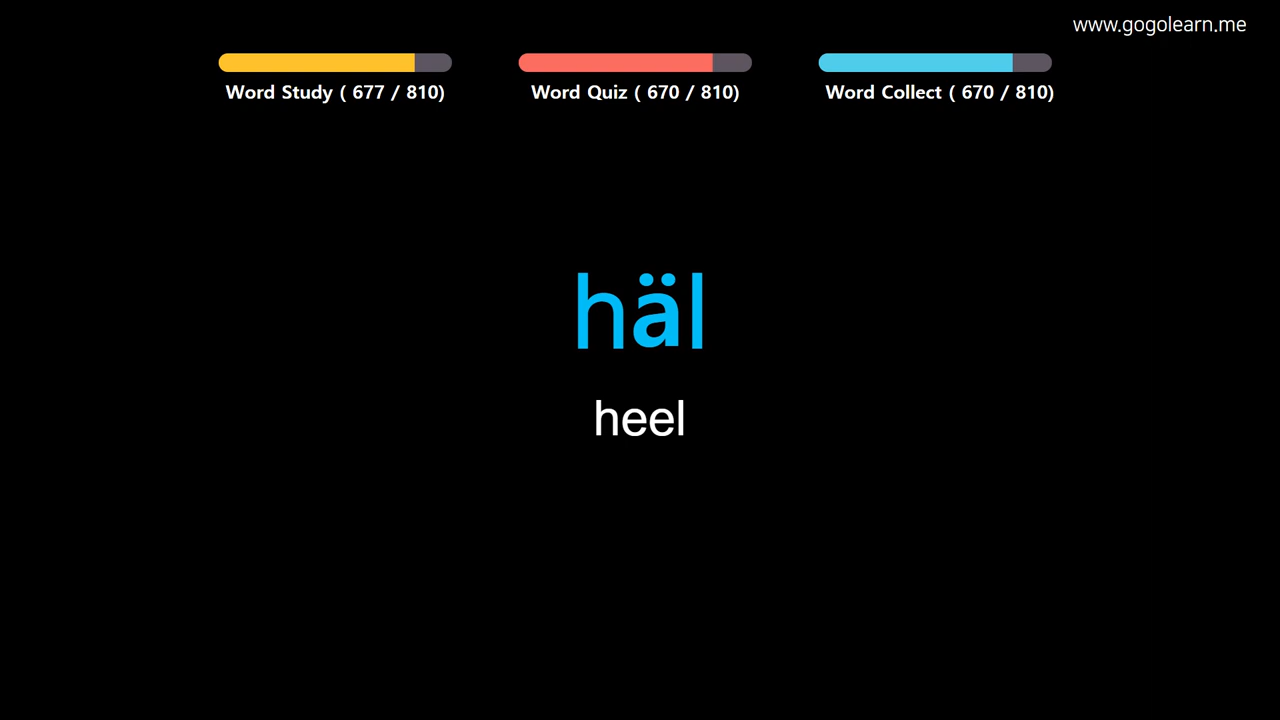 www.gogolearn.me
Word Study ( 677 / 810)
Word Quiz ( 670 / 810)
Word Collect ( 670 / 810)
häl
heel